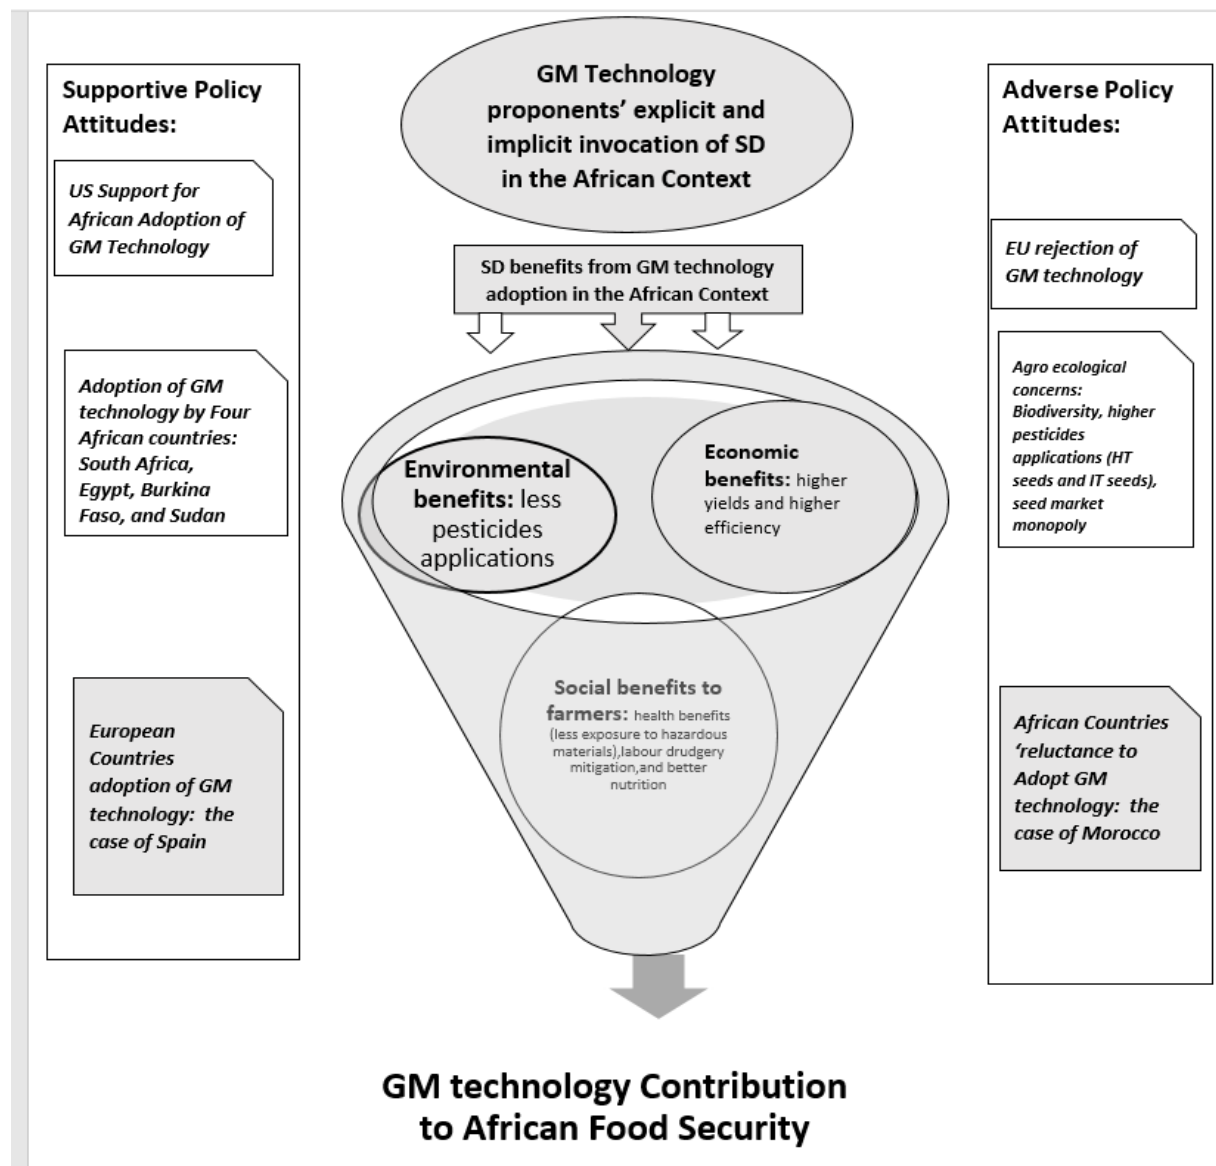 Supportive Policy
Attitudes:
US Support for
African Adoption of
GM Technology
Adoption of GM
technology by Four
African countries:
South Africa,
Egypt, Burkina
Faso, and Sudan
European
Countries
adoption of GM
technology:  the
case of Spain
GM Technology
proponents’ explicit and
implicit invocation of SD
in the African Context
SD benefits from GM technology
adoption in the African Context
Environmental
benefits: less
pesticides
applications
Economic
benefits: higher
yields and higher
efficiency
Social benefits to
farmers: health benefits
(less exposure to hazardous
materials),labour drudgery
mitigation,and better
nutrition
GM technology Contribution
to African Food Security
Adverse Policy
Attitudes:
EU rejection of
GM technology
Agro ecological
concerns:
Biodiversity, higher
pesticides
applications (HT
seeds and IT seeds),
seed market
monopoly
African Countries
‘reluctance to
Adopt GM
technology:  the
case of Morocco